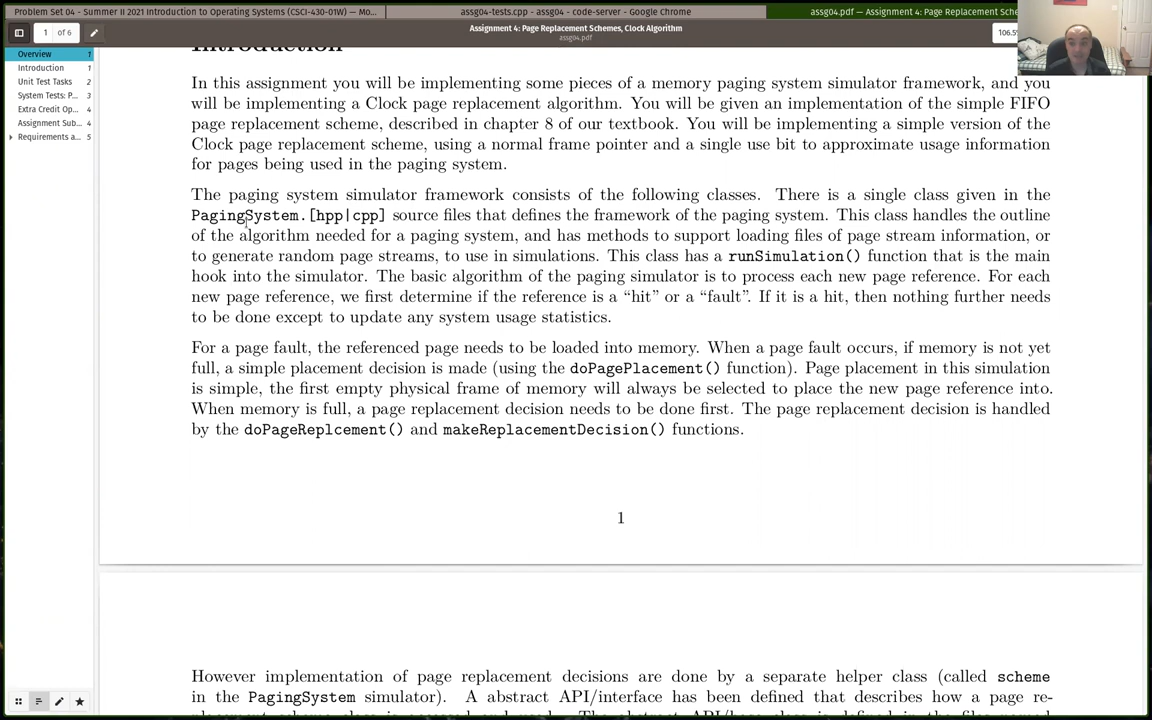 Problem Set 04 - Summer II 2021 Introduction to Operating Systems (CSCI-430-01W) — Mo...
assg04-tests.cpp - assg04 - code-server - Google Chrome
assg04.pdf — Assignment 4: Page Replacement Sche
1 of 6
Assignment 4: Page Replacement Schemes, Clock Algorithm
assg04.pdf
106.5
Overview 1
Introduction 1
Unit Test Tasks 2
System Tests: P... 3
Extra Credit Op... 4
Assignment Sub... 4
Requirements a... 5
Introduction
In this assignment you will be implementing some pieces of a memory paging system simulator framework, and you
will be implementing a Clock page replacement algorithm. You will be given an implementation of the simple FIFO
page replacement scheme, described in chapter 8 of our textbook. You will be implementing a simple version of the
Clock page replacement scheme, using a normal frame pointer and a single use bit to approximate usage information
for pages being used in the paging system.
The paging system simulator framework consists of the following classes. There is a single class given in the
PagingSystem.[hpp|cpp] source files that defines the framework of the paging system. This class handles the outline
of the algorithm needed for a paging system, and has methods to support loading files of page stream information, or
to generate random page streams, to use in simulations. This class has a runSimulation() function that is the main
hook into the simulator. The basic algorithm of the paging simulator is to process each new page reference. For each
new page reference, we first determine if the reference is a “hit” or a “fault”. If it is a hit, then nothing further needs
to be done except to update any system usage statistics.
For a page fault, the referenced page needs to be loaded into memory. When a page fault occurs, if memory is not yet
full, a simple placement decision is made (using the doPagePlacement() function). Page placement in this simulation
is simple, the first empty physical frame of memory will always be selected to place the new page reference into.
When memory is full, a page replacement decision needs to be done first. The page replacement decision is handled
by the doPageReplcement() and makeReplacementDecision() functions.
1
However implementation of page replacement decisions are done by a separate helper class (called scheme
in the PagingSystem simulator). A abstract API/interface has been defined that describes how a page re-